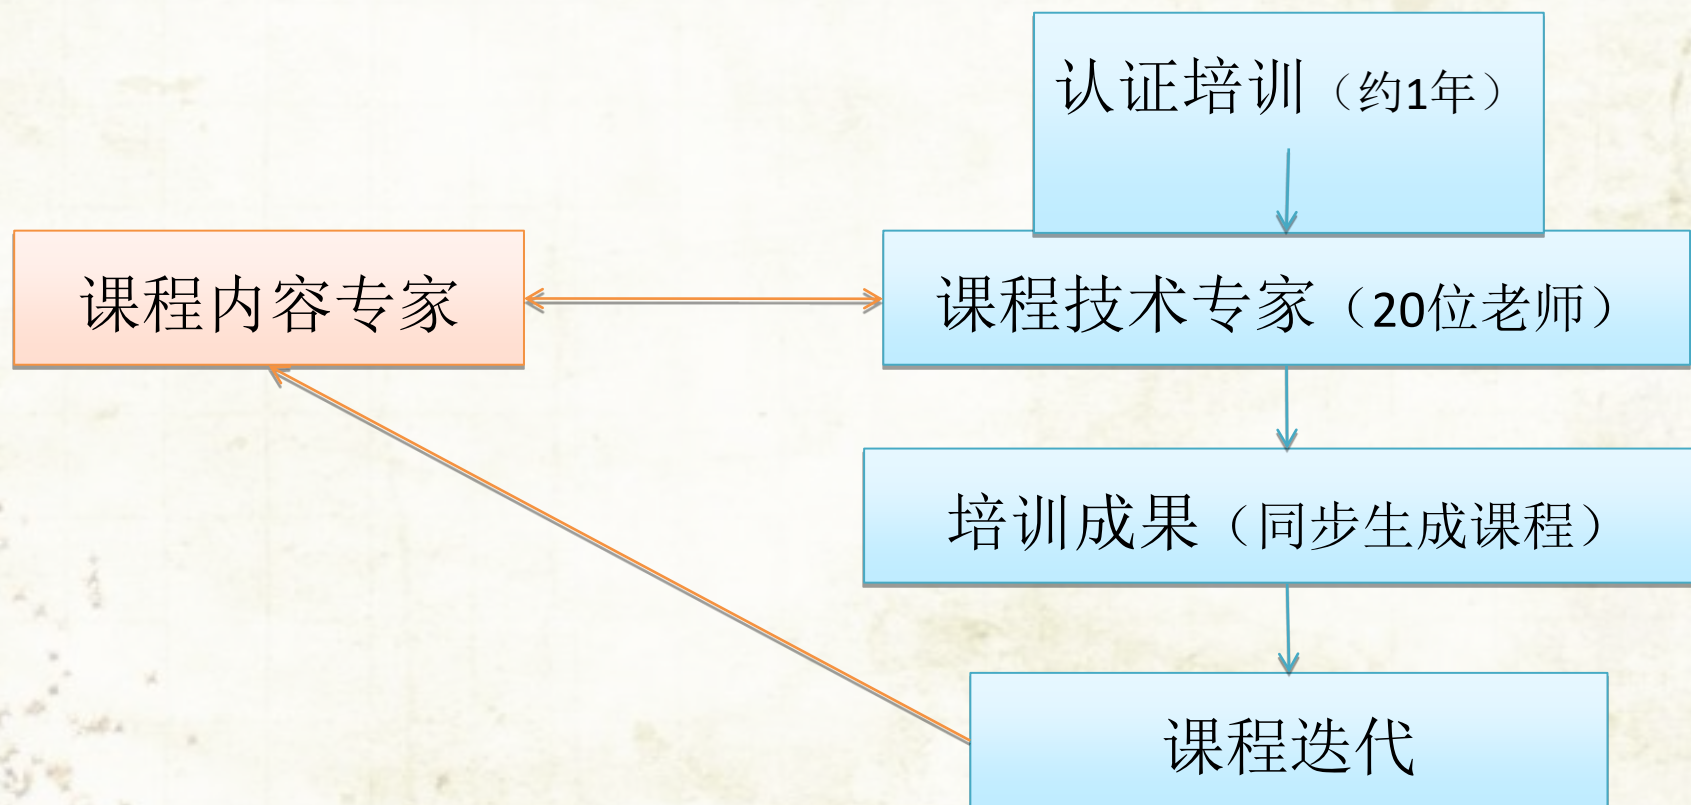 认证培训（约1年）
课程内容专家
课程技术专家（20位老师）
培训成果（同步生成课程）
课程迭代